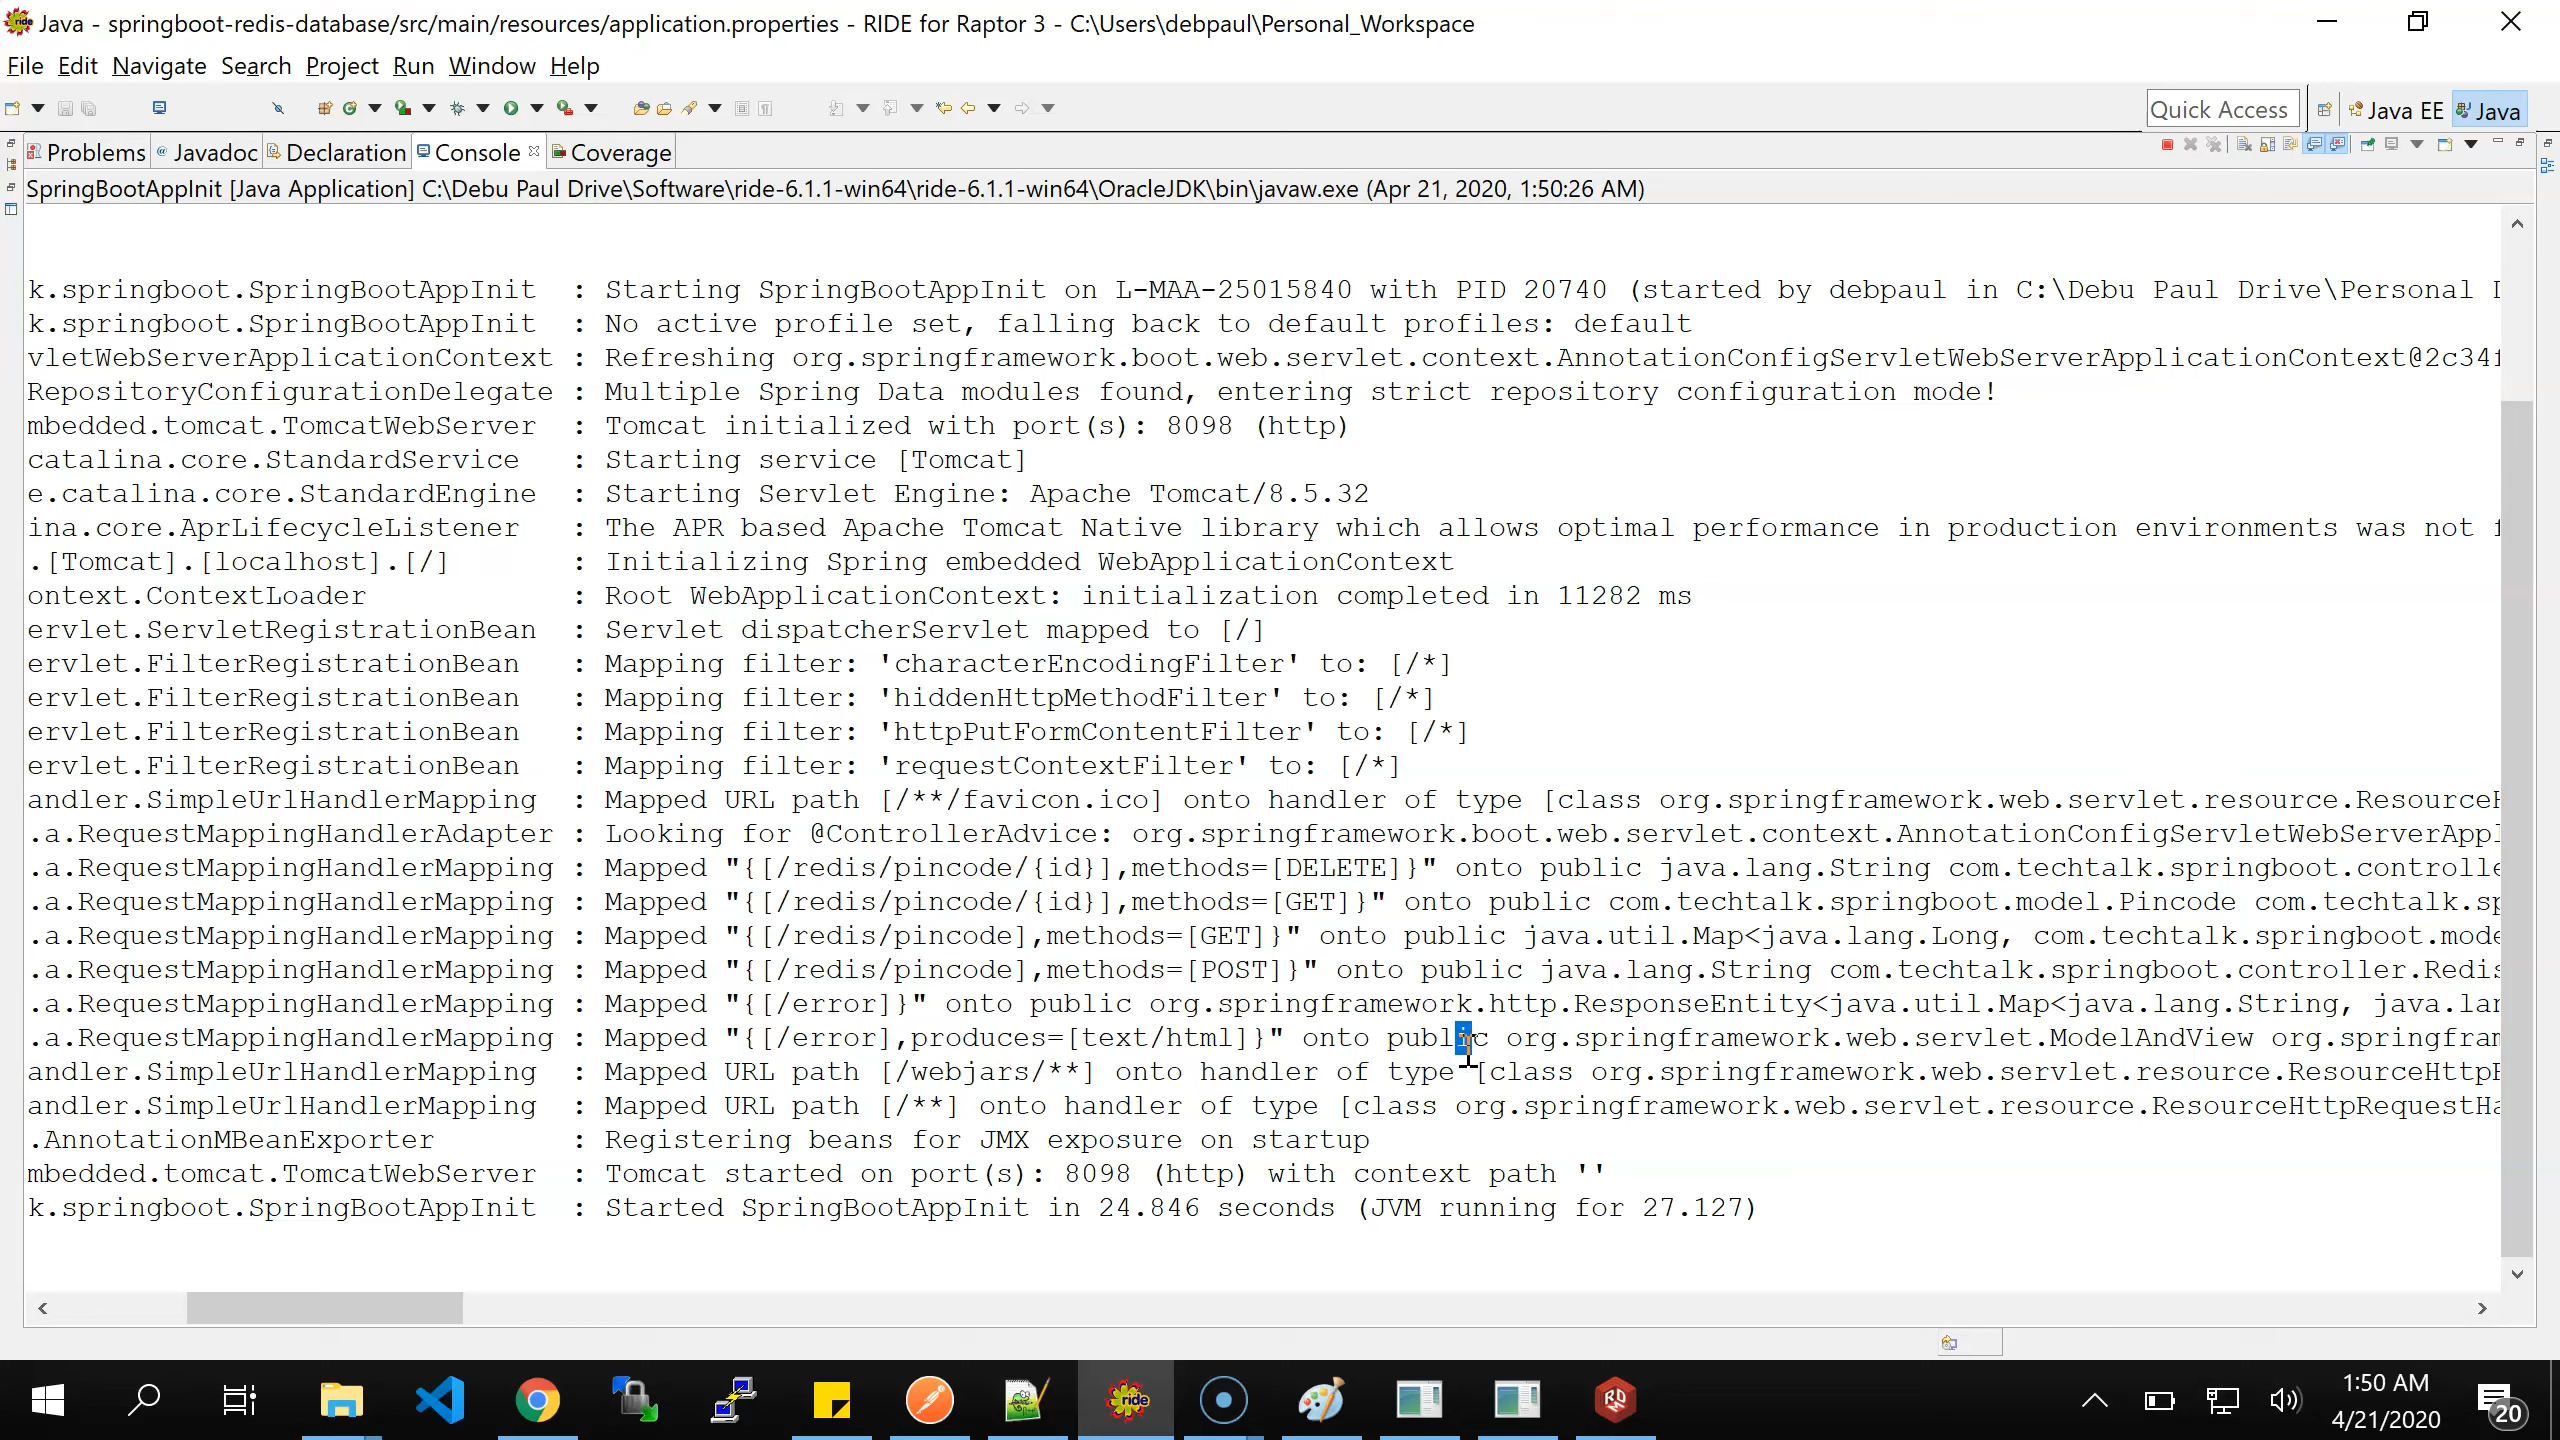 Java - springboot-redis-database/src/main/resources/application.properties - RIDE for Raptor 3 - C:\Users\debpaul\Personal_Workspace
File Edit Navigate Search Project Run Window Help
Quick Access Java EE Java
Problems Javadoc Declaration Console Coverage
SpringBootAppInit [Java Application] C:\Debu Paul Drive\Software\ride-6.1.1-win64\ride-6.1.1-win64\OracleJDK\bin\javaw.exe (Apr 21, 2020, 1:50:26 AM)
k.springboot.SpringBootAppInit : Starting SpringBootAppInit on L-MAA-25015840 with PID 20740 (started by debpaul in C:\Debu Paul Drive\Personal D
k.springboot.SpringBootAppInit : No active profile set, falling back to default profiles: default
vletWebServerApplicationContext : Refreshing org.springframework.boot.web.servlet.context.AnnotationConfigServletWebServerApplicationContext@2c34f
RepositoryConfigurationDelegate : Multiple Spring Data modules found, entering strict repository configuration mode!
mbedded.tomcat.TomcatWebServer : Tomcat initialized with port(s): 8098 (http)
catalina.core.StandardService : Starting service [Tomcat]
e.catalina.core.StandardEngine : Starting Servlet Engine: Apache Tomcat/8.5.32
ina.core.AprLifecycleListener : The APR based Apache Tomcat Native library which allows optimal performance in production environments was not f
.[Tomcat].[localhost].[/] : Initializing Spring embedded WebApplicationContext
ontext.ContextLoader : Root WebApplicationContext: initialization completed in 11282 ms
ervlet.ServletRegistrationBean : Servlet dispatcherServlet mapped to [/]
ervlet.FilterRegistrationBean : Mapping filter: 'characterEncodingFilter' to: [/*]
ervlet.FilterRegistrationBean : Mapping filter: 'hiddenHttpMethodFilter' to: [/*]
ervlet.FilterRegistrationBean : Mapping filter: 'httpPutFormContentFilter' to: [/*]
ervlet.FilterRegistrationBean : Mapping filter: 'requestContextFilter' to: [/*]
andler.SimpleUrlHandlerMapping : Mapped URL path [/**/favicon.ico] onto handler of type [class org.springframework.web.servlet.resource.ResourceH
.a.RequestMappingHandlerAdapter : Looking for @ControllerAdvice: org.springframework.boot.web.servlet.context.AnnotationConfigServletWebServerAppl
.a.RequestMappingHandlerMapping : Mapped "{[/redis/pincode/{id}],methods=[DELETE]}" onto public java.lang.String com.techtalk.springboot.controlle
.a.RequestMappingHandlerMapping : Mapped "{[/redis/pincode/{id}],methods=[GET]}" onto public com.techtalk.springboot.model.Pincode com.techtalk.sp
.a.RequestMappingHandlerMapping : Mapped "{[/redis/pincode],methods=[GET]}" onto public java.util.Map<java.lang.Long, com.techtalk.springboot.mode
.a.RequestMappingHandlerMapping : Mapped "{[/redis/pincode],methods=[POST]}" onto public java.lang.String com.techtalk.springboot.controller.Redis
.a.RequestMappingHandlerMapping : Mapped "{[/error]}" onto public org.springframework.http.ResponseEntity<java.util.Map<java.lang.String, java.lan
.a.RequestMappingHandlerMapping : Mapped "{[/error],produces=[text/html]}" onto public org.springframework.web.servlet.ModelAndView org.springfram
andler.SimpleUrlHandlerMapping : Mapped URL path [/webjars/**] onto handler of type [class org.springframework.web.servlet.resource.ResourceHttpR
andler.SimpleUrlHandlerMapping : Mapped URL path [/**] onto handler of type [class org.springframework.web.servlet.resource.ResourceHttpRequestHa
.AnnotationMBeanExporter : Registering beans for JMX exposure on startup
mbedded.tomcat.TomcatWebServer : Tomcat started on port(s): 8098 (http) with context path ''
k.springboot.SpringBootAppInit : Started SpringBootAppInit in 24.846 seconds (JVM running for 27.127)
ride
1:50 AM
4/21/2020
20